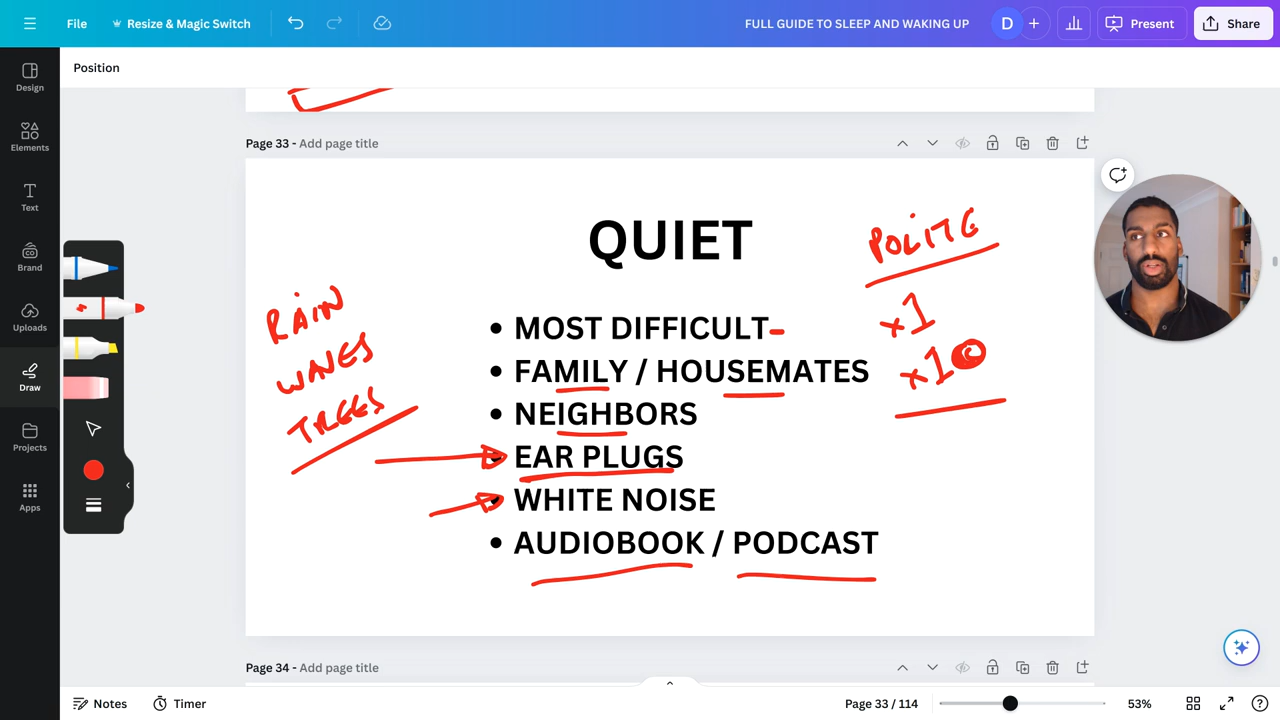 File
Resize & Magic Switch
FULL GUIDE TO SLEEP AND WAKING UP
D
Present
Share
Position
Design
Elements
Text
Brand
Uploads
Draw
Projects
Apps
Page 33 - Add page title
QUIET
POLITE
x1
x10
RAIN
WAVES
TREES
• MOST DIFFICULT
• FAMILY / HOUSEMATES
• NEIGHBORS
• EAR PLUGS
• WHITE NOISE
• AUDIOBOOK / PODCAST
Page 34 - Add page title
Notes
Timer
Page 33 / 114
53%